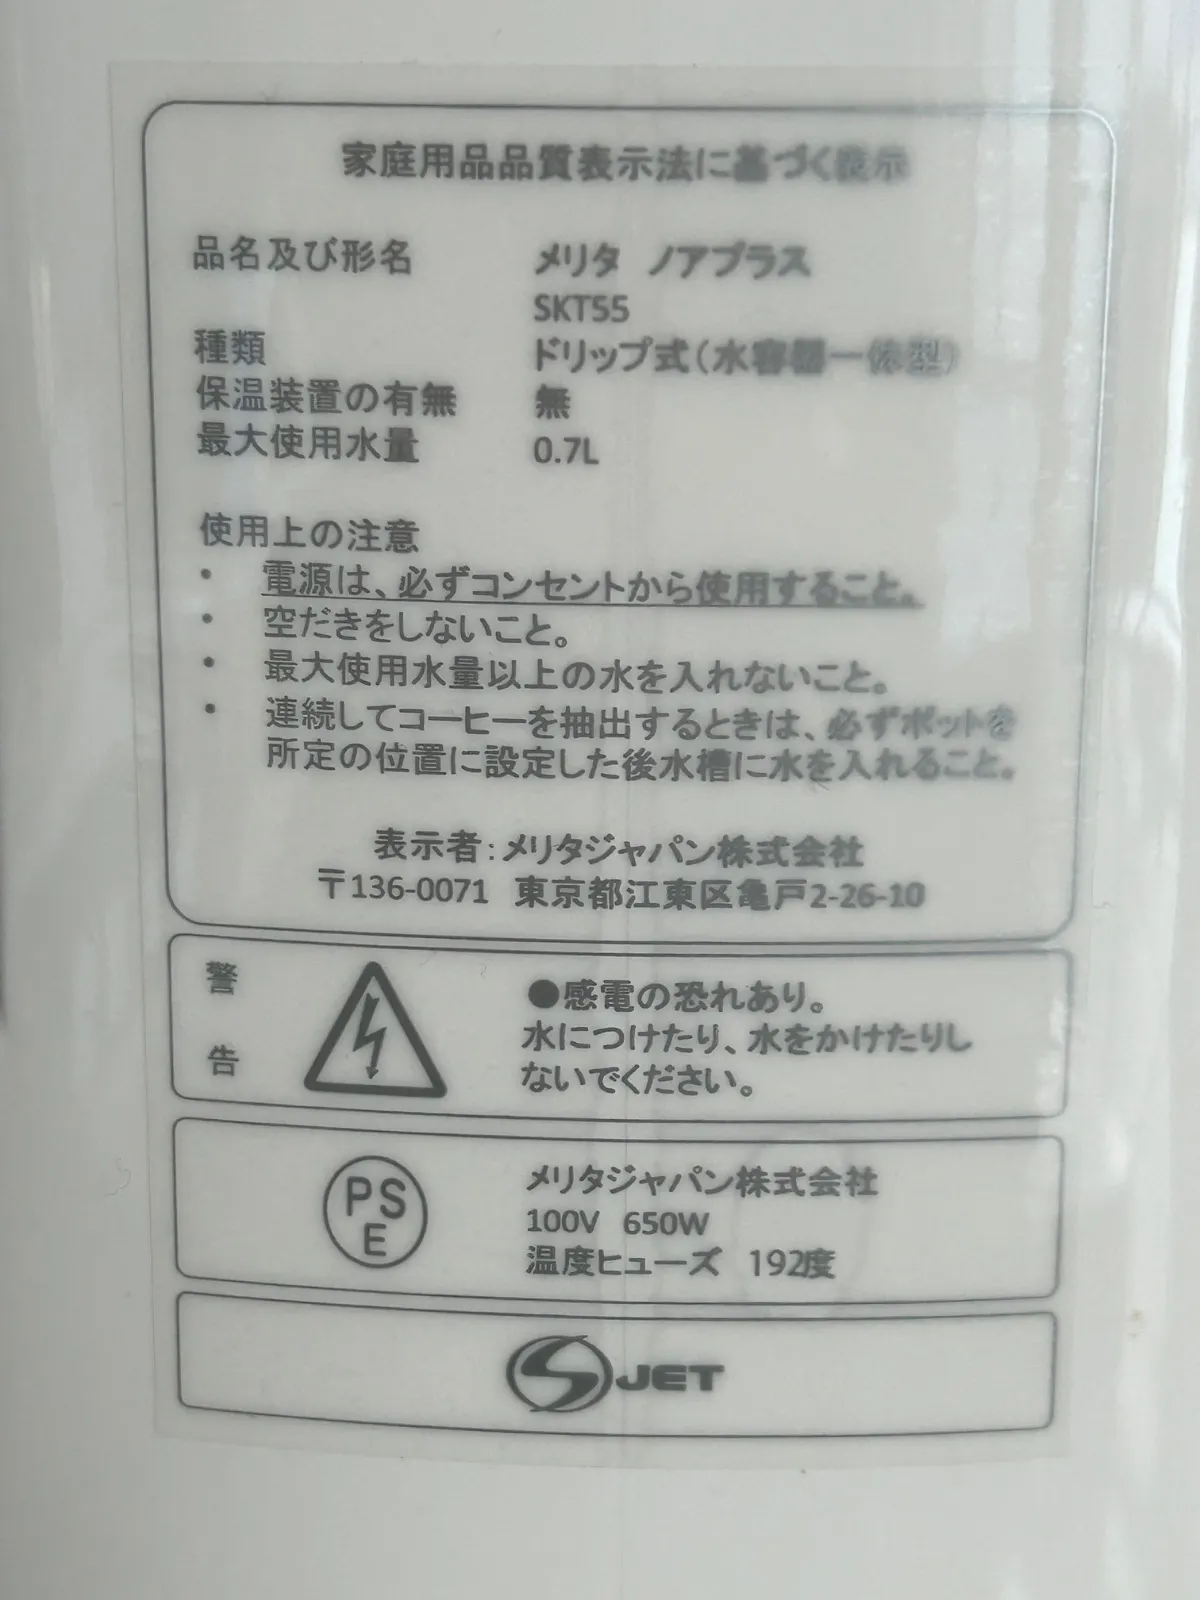 家庭用品品質表示法に基づく表示
品名及び形名 メリタ ノアプラス
SKT55
種類 ドリップ式(水容器一体型)
保温装置の有無 無
最大使用水量 0.7L
使用上の注意
• 電源は、必ずコンセントから使用すること。
• 空だきをしないこと。
• 最大使用水量以上の水を入れないこと。
• 連続してコーヒーを抽出するときは、必ずポットを
所定の位置に設定した後水槽に水を入れること。
表示者:メリタジャパン株式会社
〒136-0071 東京都江東区亀戸2-26-10
警告
●感電の恐れあり。
水につけたり、水をかけたりし
ないでください。
PS
E
メリタジャパン株式会社
100V 650W
温度ヒューズ 192度
S JET